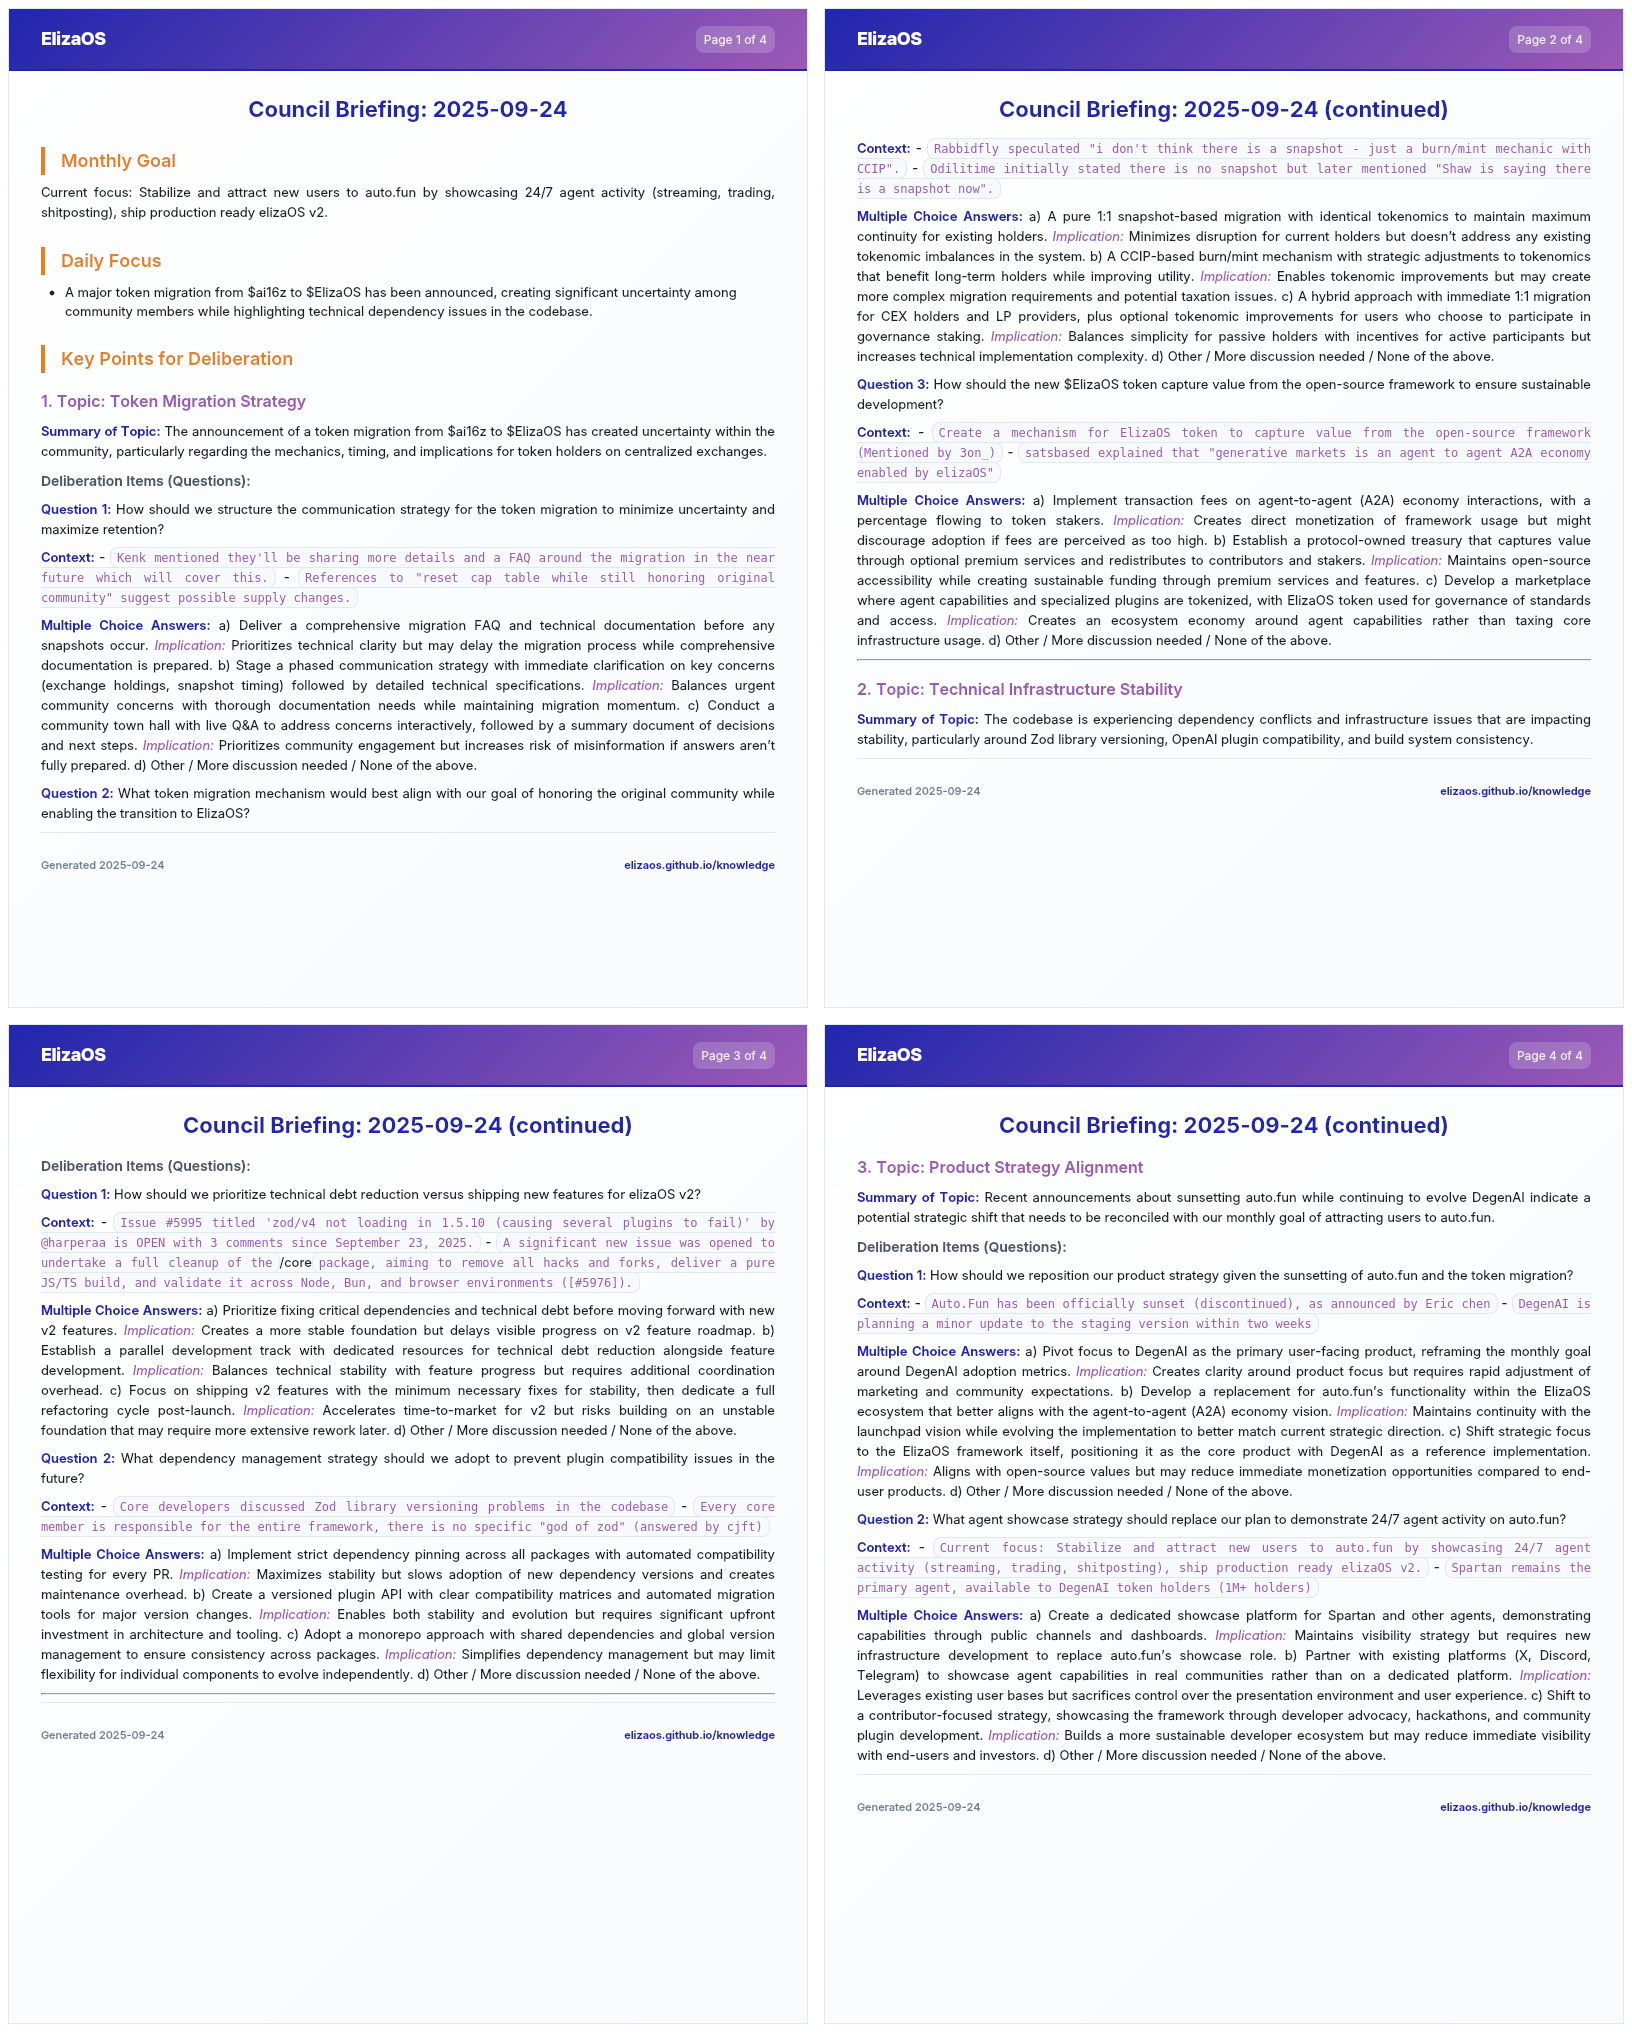 ElizaOS
Page 1 of 4
Council Briefing: 2025-09-24
Monthly Goal
Current focus: Stabilize and attract new users to auto.fun by showcasing 24/7 agent activity (streaming, trading,
shitposting), ship production ready elizaOS v2.
Daily Focus
• A major token migration from $ai16z to $ElizaOS has been announced, creating significant uncertainty among
community members while highlighting technical dependency issues in the codebase.
Key Points for Deliberation
1. Topic: Token Migration Strategy
Summary of Topic: The announcement of a token migration from $ai16z to $ElizaOS has created uncertainty within the
community, particularly regarding the mechanics, timing, and implications for token holders on centralized exchanges.
Deliberation Items (Questions):
Question 1: How should we structure the communication strategy for the token migration to minimize uncertainty and
maximize retention?
Context: - Kenk mentioned they'll be sharing more details and a FAQ around the migration in the near
future which will cover this. - References to "reset cap table while still honoring original
community" suggest possible supply changes.
Multiple Choice Answers: a) Deliver a comprehensive migration FAQ and technical documentation before any
snapshots occur. Implication: Prioritizes technical clarity but may delay the migration process while comprehensive
documentation is prepared. b) Stage a phased communication strategy with immediate clarification on key concerns
(exchange holdings, snapshot timing) followed by detailed technical specifications. Implication: Balances urgent
community concerns with thorough documentation needs while maintaining migration momentum. c) Conduct a
community town hall with live Q&A to address concerns interactively, followed by a summary document of decisions
and next steps. Implication: Prioritizes community engagement but increases risk of misinformation if answers aren't
fully prepared. d) Other / More discussion needed / None of the above.
Question 2: What token migration mechanism would best align with our goal of honoring the original community while
enabling the transition to ElizaOS?
Generated 2025-09-24
elizaos.github.io/knowledge
ElizaOS
Page 2 of 4
Council Briefing: 2025-09-24 (continued)
Context: - Rabbidfly speculated "i don't think there is a snapshot - just a burn/mint mechanic with
CCIP". - Odilitime initially stated there is no snapshot but later mentioned "Shaw is saying there
is a snapshot now".
Multiple Choice Answers: a) A pure 1:1 snapshot-based migration with identical tokenomics to maintain maximum
continuity for existing holders. Implication: Minimizes disruption for current holders but doesn't address any existing
tokenomic imbalances in the system. b) A CCIP-based burn/mint mechanism with strategic adjustments to tokenomics
that benefit long-term holders while improving utility. Implication: Enables tokenomic improvements but may create
more complex migration requirements and potential taxation issues. c) A hybrid approach with immediate 1:1 migration
for CEX holders and LP providers, plus optional tokenomic improvements for users who choose to participate in
governance staking. Implication: Balances simplicity for passive holders with incentives for active participants but
increases technical implementation complexity. d) Other / More discussion needed / None of the above.
Question 3: How should the new $ElizaOS token capture value from the open-source framework to ensure sustainable
development?
Context: - Create a mechanism for ElizaOS token to capture value from the open-source framework
(Mentioned by 3on_) - satsbased explained that "generative markets is an agent to agent A2A economy
enabled by elizaOS"
Multiple Choice Answers: a) Implement transaction fees on agent-to-agent (A2A) economy interactions, with a
percentage flowing to token stakers. Implication: Creates direct monetization of framework usage but might
discourage adoption if fees are perceived as too high. b) Establish a protocol-owned treasury that captures value
through optional premium services and redistributes to contributors and stakers. Implication: Maintains open-source
accessibility while creating sustainable funding through premium services and features. c) Develop a marketplace
where agent capabilities and specialized plugins are tokenized, with ElizaOS token used for governance of standards
and access. Implication: Creates an ecosystem economy around agent capabilities rather than taxing core
infrastructure usage. d) Other / More discussion needed / None of the above.
2. Topic: Technical Infrastructure Stability
Summary of Topic: The codebase is experiencing dependency conflicts and infrastructure issues that are impacting
stability, particularly around Zod library versioning, OpenAI plugin compatibility, and build system consistency.
Generated 2025-09-24
elizaos.github.io/knowledge
ElizaOS
Page 3 of 4
Council Briefing: 2025-09-24 (continued)
Deliberation Items (Questions):
Question 1: How should we prioritize technical debt reduction versus shipping new features for elizaOS v2?
Context: - Issue #5995 titled 'zod/v4 not loading in 1.5.10 (causing several plugins to fail)' by
@harperaa is OPEN with 3 comments since September 23, 2025. - A significant new issue was opened to
undertake a full cleanup of the /core package, aiming to remove all hacks and forks, deliver a pure
JS/TS build, and validate it across Node, Bun, and browser environments ([#5976]).
Multiple Choice Answers: a) Prioritize fixing critical dependencies and technical debt before moving forward with new
v2 features. Implication: Creates a more stable foundation but delays visible progress on v2 feature roadmap. b)
Establish a parallel development track with dedicated resources for technical debt reduction alongside feature
development. Implication: Balances technical stability with feature progress but requires additional coordination
overhead. c) Focus on shipping v2 features with the minimum necessary fixes for stability, then dedicate a full
refactoring cycle post-launch. Implication: Accelerates time-to-market for v2 but risks building on an unstable
foundation that may require more extensive rework later. d) Other / More discussion needed / None of the above.
Question 2: What dependency management strategy should we adopt to prevent plugin compatibility issues in the
future?
Context: - Core developers discussed Zod library versioning problems in the codebase - Every core
member is responsible for the entire framework, there is no specific "god of zod" (answered by cjft)
Multiple Choice Answers: a) Implement strict dependency pinning across all packages with automated compatibility
testing for every PR. Implication: Maximizes stability but slows adoption of new dependency versions and creates
maintenance overhead. b) Create a versioned plugin API with clear compatibility matrices and automated migration
tools for major version changes. Implication: Enables both stability and evolution but requires significant upfront
investment in architecture and tooling. c) Adopt a monorepo approach with shared dependencies and global version
management to ensure consistency across packages. Implication: Simplifies dependency management but may limit
flexibility for individual components to evolve independently. d) Other / More discussion needed / None of the above.
Generated 2025-09-24
elizaos.github.io/knowledge
ElizaOS
Page 4 of 4
Council Briefing: 2025-09-24 (continued)
3. Topic: Product Strategy Alignment
Summary of Topic: Recent announcements about sunsetting auto.fun while continuing to evolve DegenAI indicate a
potential strategic shift that needs to be reconciled with our monthly goal of attracting users to auto.fun.
Deliberation Items (Questions):
Question 1: How should we reposition our product strategy given the sunsetting of auto.fun and the token migration?
Context: - Auto.Fun has been officially sunset (discontinued), as announced by Eric chen - DegenAI is
planning a minor update to the staging version within two weeks
Multiple Choice Answers: a) Pivot focus to DegenAI as the primary user-facing product, reframing the monthly goal
around DegenAI adoption metrics. Implication: Creates clarity around product focus but requires rapid adjustment of
marketing and community expectations. b) Develop a replacement for auto.fun's functionality within the ElizaOS
ecosystem that better aligns with the agent-to-agent (A2A) economy vision. Implication: Maintains continuity with the
launchpad vision while evolving the implementation to better match current strategic direction. c) Shift strategic focus
to the ElizaOS framework itself, positioning it as the core product with DegenAI as a reference implementation.
Implication: Aligns with open-source values but may reduce immediate monetization opportunities compared to end-
user products. d) Other / More discussion needed / None of the above.
Question 2: What agent showcase strategy should replace our plan to demonstrate 24/7 agent activity on auto.fun?
Context: - Current focus: Stabilize and attract new users to auto.fun by showcasing 24/7 agent
activity (streaming, trading, shitposting), ship production ready elizaOS v2. - Spartan remains the
primary agent, available to DegenAI token holders (1M+ holders)
Multiple Choice Answers: a) Create a dedicated showcase platform for Spartan and other agents, demonstrating
capabilities through public channels and dashboards. Implication: Maintains visibility strategy but requires new
infrastructure development to replace auto.fun's showcase role. b) Partner with existing platforms (X, Discord,
Telegram) to showcase agent capabilities in real communities rather than on a dedicated platform. Implication:
Leverages existing user bases but sacrifices control over the presentation environment and user experience. c) Shift to
a contributor-focused strategy, showcasing the framework through developer advocacy, hackathons, and community
plugin development. Implication: Builds a more sustainable developer ecosystem but may reduce immediate visibility
with end-users and investors. d) Other / More discussion needed / None of the above.
Generated 2025-09-24
elizaos.github.io/knowledge